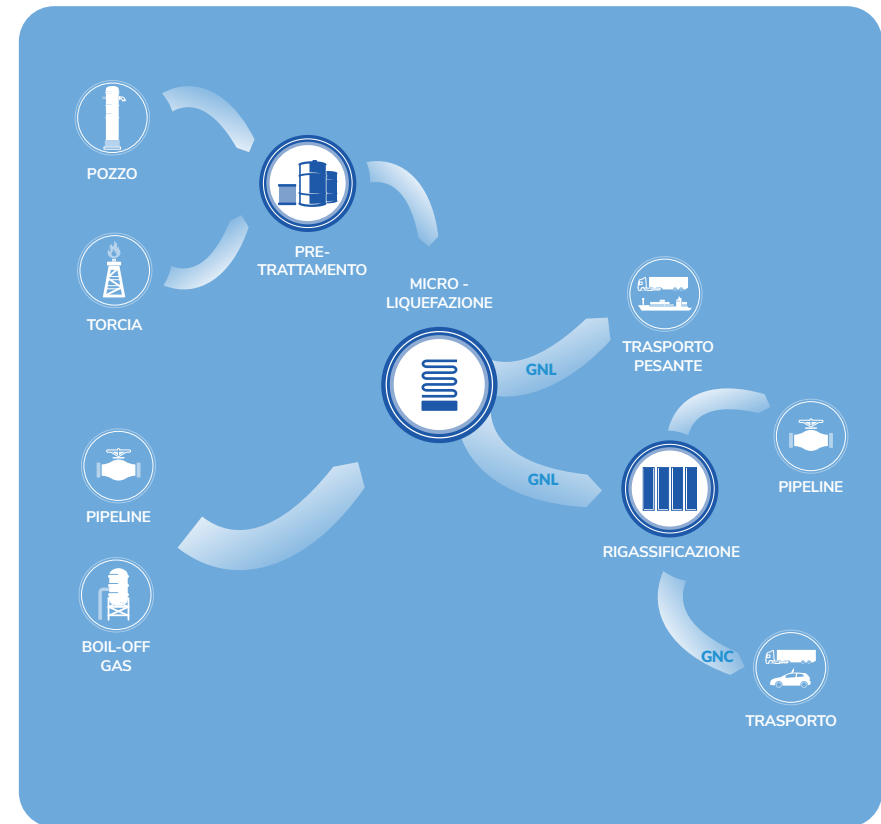 POZZO
PRE-
TRATTAMENTO
TORCIA
MICRO -
LIQUEFAZIONE
GNL
TRASPORTO
PESANTE
PIPELINE
GNL
PIPELINE
RIGASSIFICAZIONE
BOIL-OFF
GAS
GNC
TRASPORTO